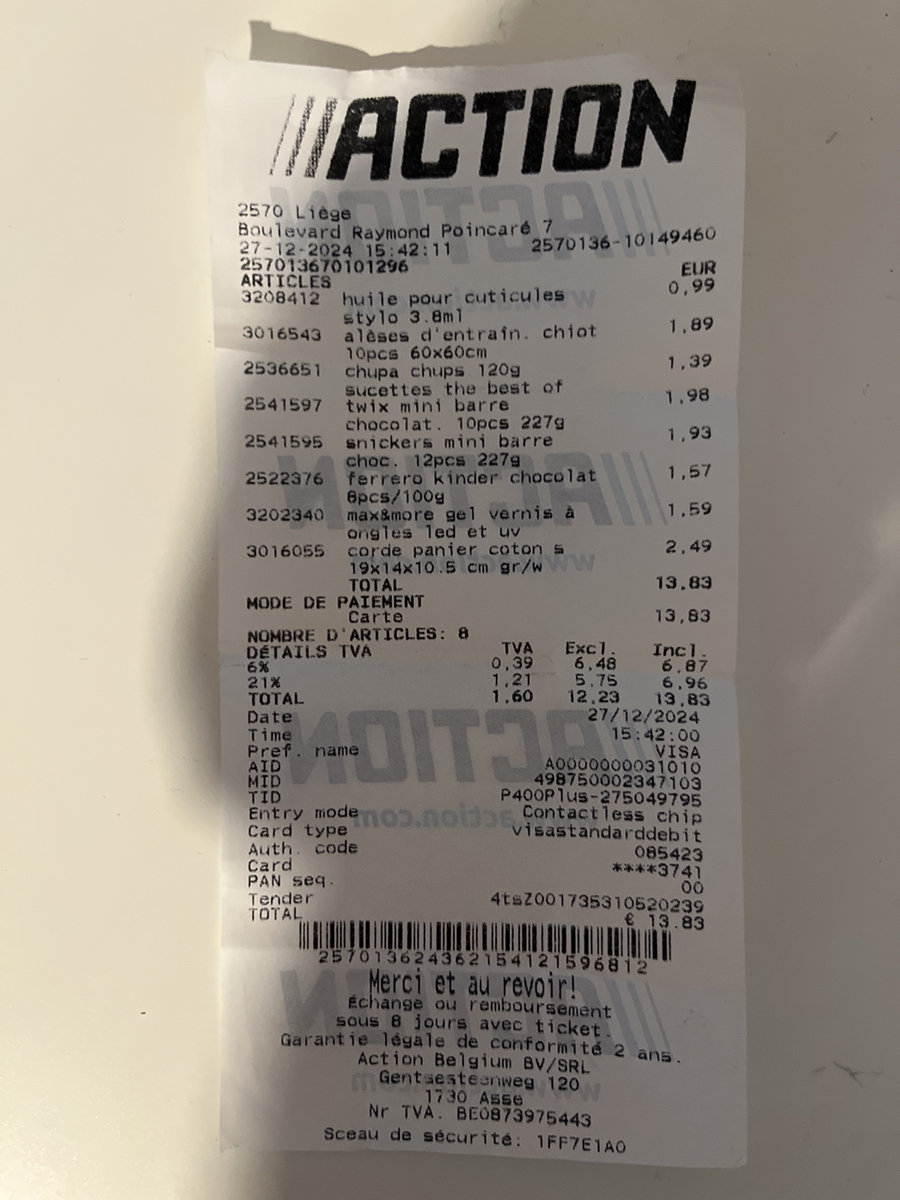 ///ACTION
2570 Liège
Boulevard Raymond Poincaré 7
27-12-2024 15:42:11 2570136-10149460
257013670101296
EUR
ARTICLES
3208412 huile pour cuticules 0,99
stylo 3.8ml
3016543 alèses d'entraîn. chiot 1,89
10pcs 60x60cm
2536651 chupa chups 120g 1,39
sucettes the best of
2541597 twix mini barre 1,98
chocolat. 10pcs 227g
2541595 snickers mini barre 1,93
choc. 12pcs 227g
2522376 ferrero kinder chocolat 1,57
8pcs/100g
3202340 max&more gel vernis à 1,59
ongles led et uv
3016055 corde panier coton s 2,49
19x14x10.5 cm gr/w
TOTAL 13,83
MODE DE PAIEMENT
Carte 13,83
NOMBRE D'ARTICLES: 8
DÉTAILS TVA TVA Excl. Incl.
6% 0,39 6,48 6,87
21% 1,21 5,75 6,96
TOTAL 1,60 12,23 13,83
Date 27/12/2024
Time 15:42:00
Pref. name VISA
AID A0000000031010
MID 498750002347103
TID P400Plus-275049795
Entry mode Contactless chip
Card type visastandarddebit
Auth. code 085423
Card ****3741
PAN seq. 00
Tender 4tsZ001735310520239
TOTAL € 13.83
257013624362154121596812
Merci et au revoir!
Échange ou remboursement
sous 8 jours avec ticket.
Garantie légale de conformité 2 ans.
Action Belgium BV/SRL
Gentsesteenweg 120
1730 Asse
Nr TVA. BE0873975443
Sceau de sécurité: 1FF7E1A0